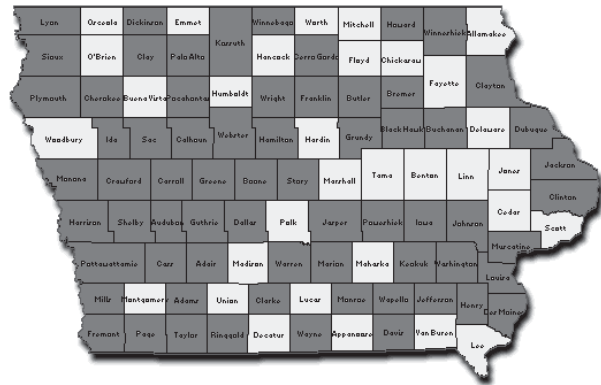 Lyon Osceola Dickinson Emmet Winnebago Worth Mitchell Howard Winneshiek Allamakee
Kossuth
Sioux O'Brien Clay Palo Alto Hancock Cerro Gordo Floyd Chickasaw
Fayette Clayton
Plymouth Cherokee Buena Vista Pocahontas Humboldt Wright Franklin Butler Bremer
Woodbury Ida Sac Calhoun Webster Hamilton Hardin Grundy Black Hawk Buchanan Delaware Dubuque
Monona Crawford Carroll Greene Boone Story Marshall Tama Benton Linn Jones Jackson
Clinton
Cedar
Harrison Shelby Audubon Guthrie Dallar Polk Jasper Poweshiek Iowa Johnson Scott
Muscatine
Pottawattamie Cass Adair Madison Warren Marion Mahaska Keokuk Washington
Louisa
Mills Montgomery Adams Union Clarke Lucas Monroe Wapello Jefferson Henry Des Moines
Fremont Page Taylor Ringgold Decatur Wayne Appanoose Davis Van Buren
Lee